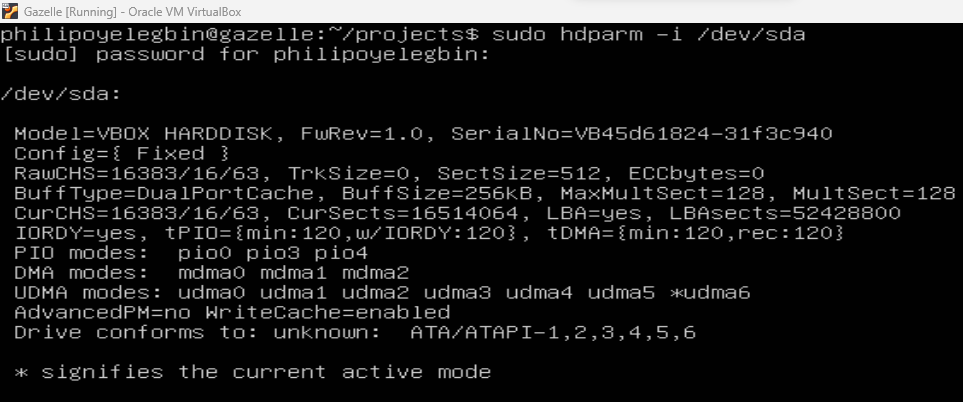 Gazelle [Running] - Oracle VM VirtualBox
philipoyelegbin@gazelle:~/projects$ sudo hdparm -i /dev/sda
[sudo] password for philipoyelegbin:
/dev/sda:
Model=VBOX HARDDISK, FwRev=1.0, SerialNo=VB45d61824-31f3c940
Config={ Fixed }
RawCHS=16383/16/63, TrkSize=0, SectSize=512, ECCbytes=0
BuffType=DualPortCache, BuffSize=256kB, MaxMultSect=128, MultSect=128
CurCHS=16383/16/63, CurSects=16514064, LBA=yes, LBAsects=52428800
IORDY=yes, tPIO={min:120,w/IORDY:120}, tDMA={min:120,rec:120}
PIO modes:  pio0 pio3 pio4
DMA modes:  mdma0 mdma1 mdma2
UDMA modes: udma0 udma1 udma2 udma3 udma4 udma5 *udma6
AdvancedPM=no WriteCache=enabled
Drive conforms to: unknown:  ATA/ATAPI-1,2,3,4,5,6
* signifies the current active mode